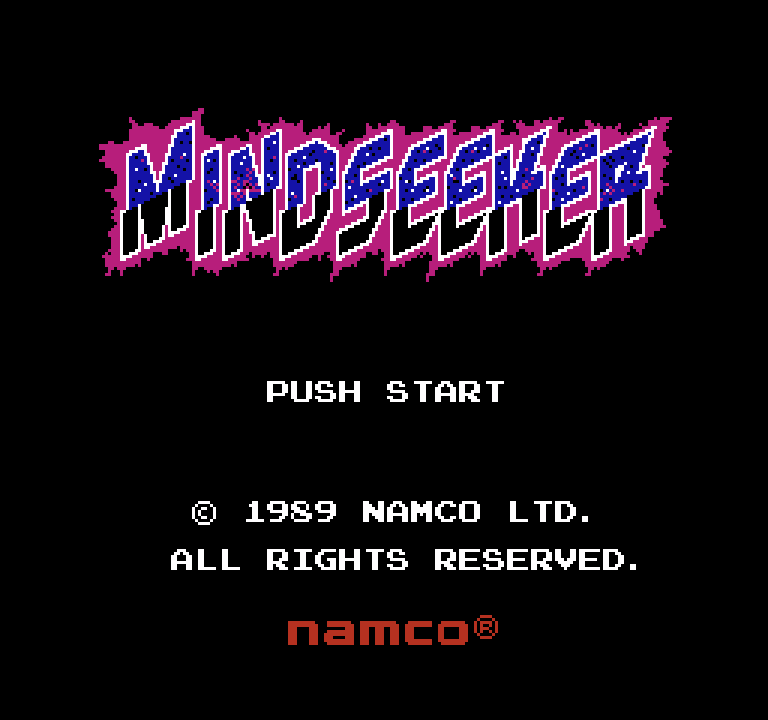 MINDSEEKER
PUSH START
© 1989 NAMCO LTD.
ALL RIGHTS RESERVED.
namco®